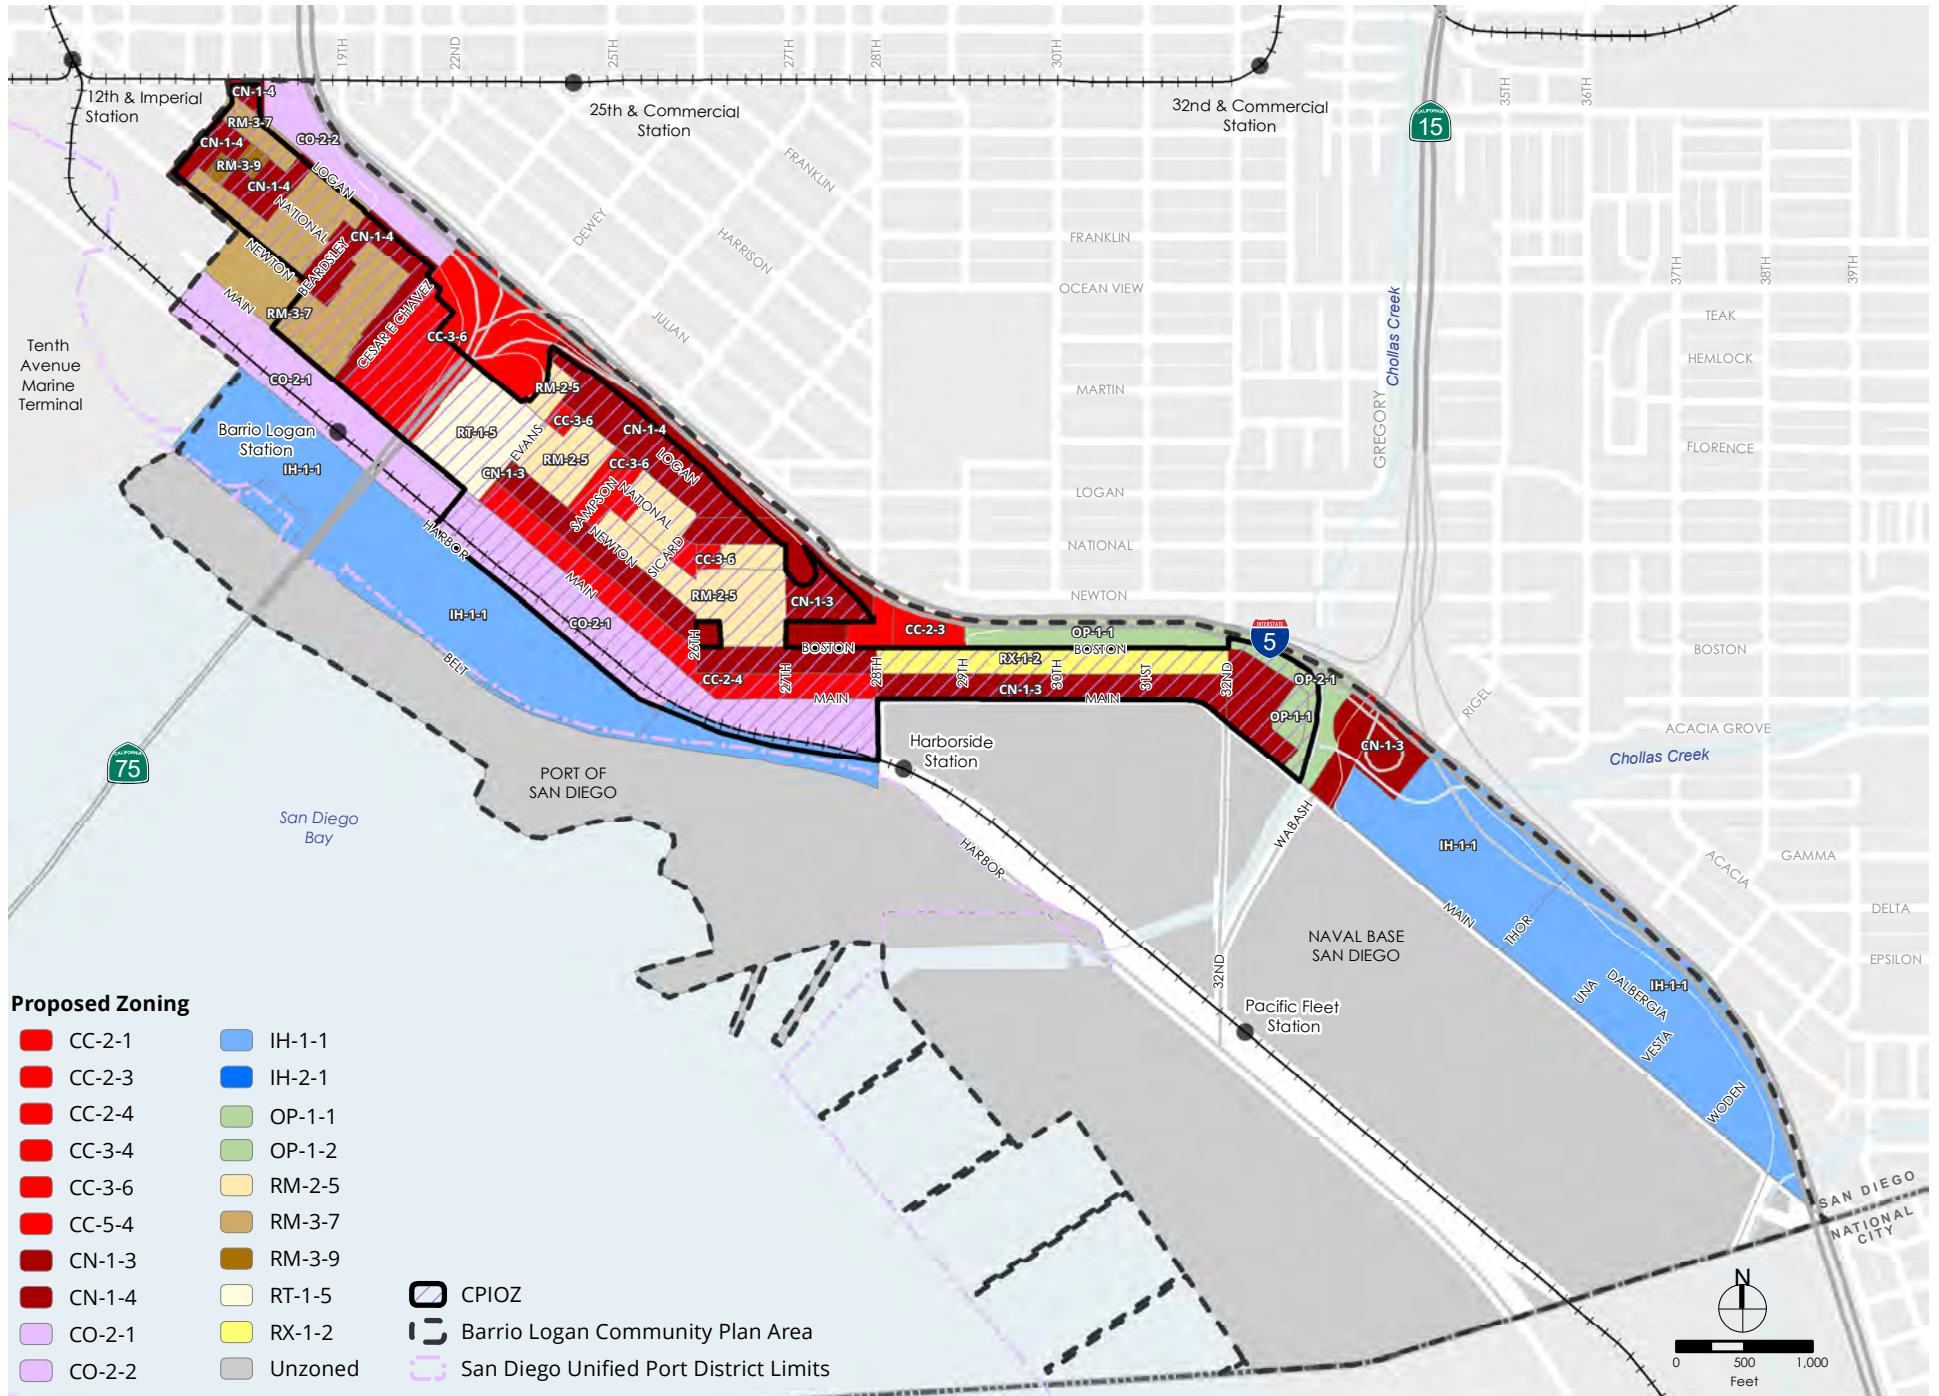 19TH
22ND
25TH
27TH
28TH
30TH
12th & Imperial
Station
25th & Commercial
Station
32nd & Commercial
Station
CALIFORNIA
15
35TH
36TH
CN-1-4
RM-3-7
CN-1-4
RM-3-9
CN-1-4
CO-2-2
LOGAN
NATIONAL
CN-1-4
NEWTON
BEARDSLEY
MAIN
RM-3-7
CESAR E CHAVEZ
CC-3-6
FRANKLIN
DEWEY
HARRISON
JULIAN
FRANKLIN
OCEAN VIEW
MARTIN
LOGAN
NATIONAL
NEWTON
GREGORY
Chollas Creek
37TH
38TH
39TH
TEAK
HEMLOCK
FLORENCE
BOSTON
ACACIA GROVE
Chollas Creek
RIGEL
ACACIA
GAMMA
DELTA
EPSILON
Tenth
Avenue
Marine
Terminal
CO-2-1
Barrio Logan
Station
IH-1-1
RT-1-5
EVANS
RM-2-5
CC-3-6
CN-1-4
RM-2-5
CC-3-6
LOGAN
CN-1-3
SAMPSON
NATIONAL
NEWTON
SICARD
CC-3-6
RM-2-5
CN-1-3
HARBOR
MAIN
IH-1-1
CO-2-1
BELT
26TH
BOSTON
CC-2-4
27TH
MAIN
28TH
CC-2-3
OP-1-1
BOSTON
RX-1-2
29TH
30TH
31ST
32ND
CN-1-3
MAIN
INTERSTATE
5
OP-2-1
OP-1-1
CN-1-3
Harborside
Station
CALIFORNIA
75
San Diego
Bay
PORT OF
SAN DIEGO
HARBOR
WABASH
32ND
NAVAL BASE
SAN DIEGO
Pacific Fleet
Station
IH-1-1
MAIN
THOR
UNA
DALBERGIA
IH-1-1
VESTA
WODEN
SAN DIEGO
NATIONAL
CITY
Proposed Zoning
CC-2-1
CC-2-3
CC-2-4
CC-3-4
CC-3-6
CC-5-4
CN-1-3
CN-1-4
CO-2-1
CO-2-2
IH-1-1
IH-2-1
OP-1-1
OP-1-2
RM-2-5
RM-3-7
RM-3-9
RT-1-5
RX-1-2
Unzoned
CPIOZ
Barrio Logan Community Plan Area
San Diego Unified Port District Limits
N
0 500 1,000
Feet